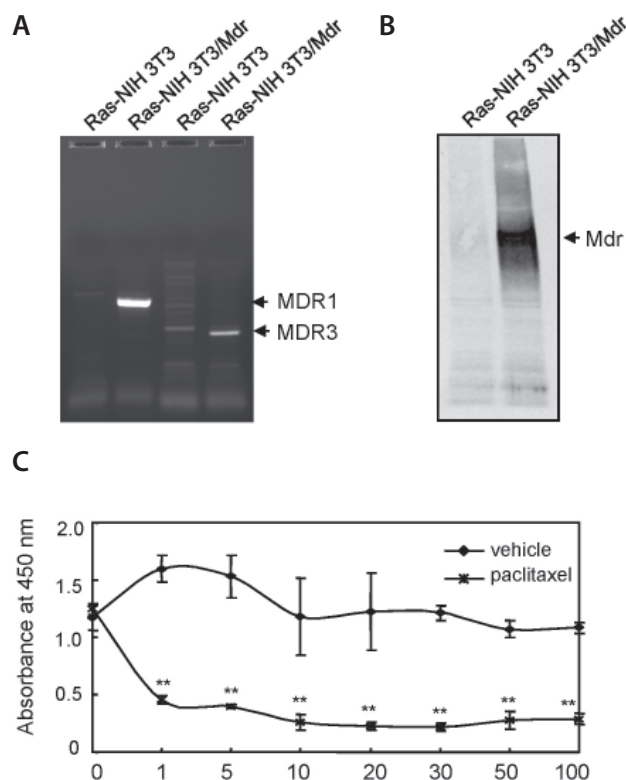 A
Ras-NIH 3T3
Ras-NIH 3T3/Mdr
Ras-NIH 3T3
Ras-NIH 3T3/Mdr
MDR1
MDR3
B
Ras-NIH 3T3
Ras-NIH 3T3/Mdr
Mdr
C
Absorbance at 450 nm
2.0
1.5
1.0
0.5
0
vehicle
paclitaxel
** ** ** ** ** ** **
0 1 5 10 20 30 50 100